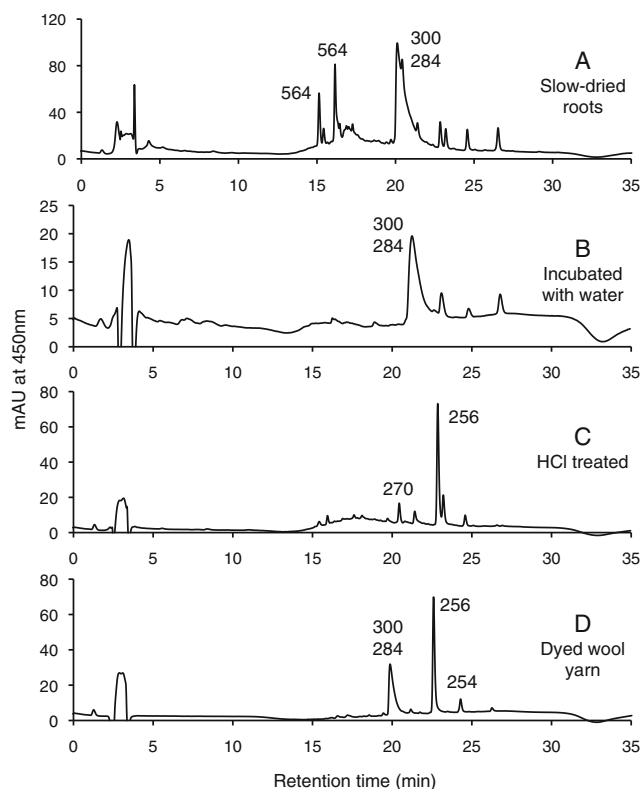 120
80
40
0
564
564
300
284
A
Slow-dried
roots
0 5 10 15 20 25 30 35
25
20
15
10
5
0
300
284
B
Incubated
with water
0 5 10 15 20 25 30 35
mAU at 450nm
80
60
40
20
0
270
256
C
HCl treated
0 5 10 15 20 25 30 35
80
60
40
20
0
300
284
256
254
D
Dyed wool
yarn
0 5 10 15 20 25 30 35
Retention time (min)